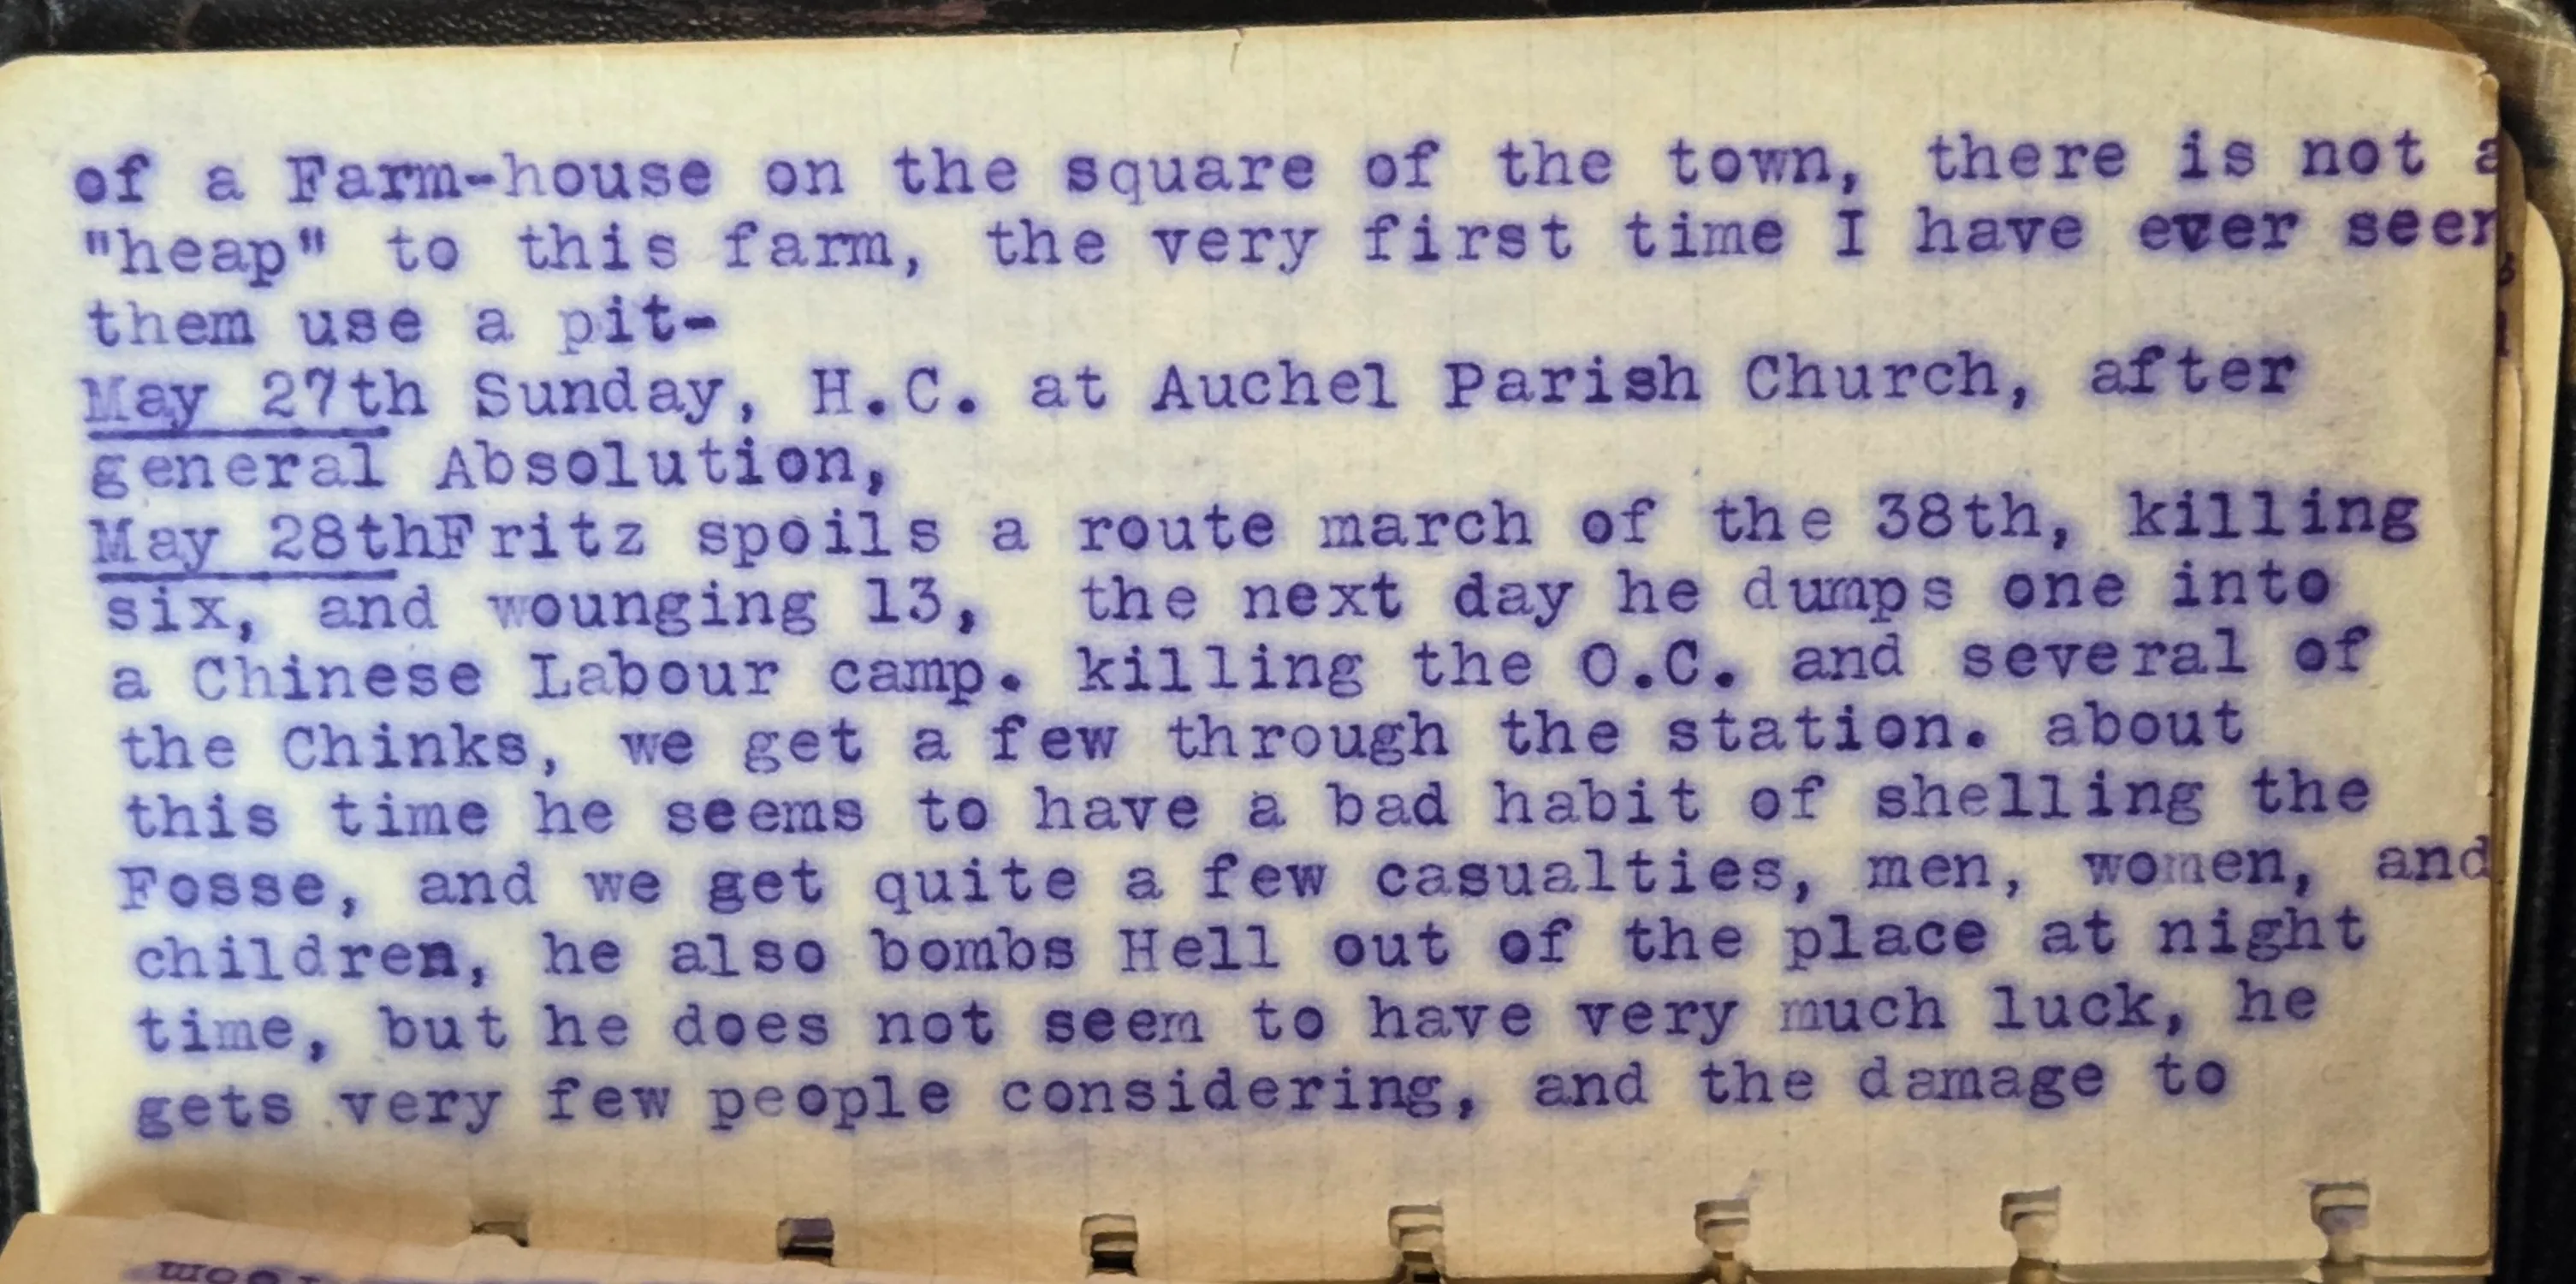 of a Farm-house on the square of the town, there is not a
"heap" to this farm, the very first time I have ever seen
them use a pit-
May 27th Sunday, H.C. at Auchel Parish Church, after
general Absolution,
May 28thFritz spoils a route march of the 38th, killing
six, and wounging 13,  the next day he dumps one into
a Chinese Labour camp. killing the O.C. and several of
the Chinks, we get a few through the station. about
this time he seems to have a bad habit of shelling the
Fosse, and we get quite a few casualties, men, women, and
children, he also bombs Hell out of the place at night
time, but he does not seem to have very much luck, he
gets very few people considering, and the damage to